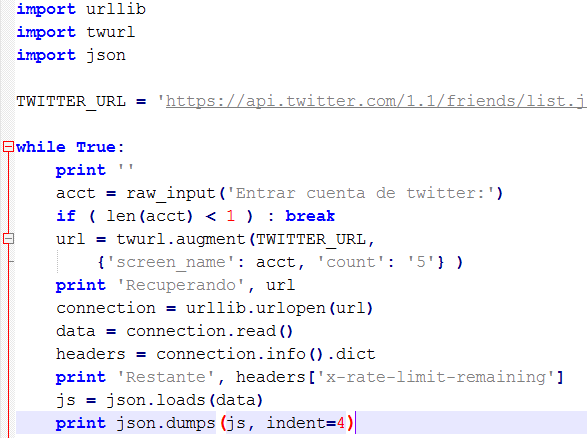 import urllib
import twurl
import json
TWITTER_URL = 'https://api.twitter.com/1.1/friends/list.j
while True:
    print ''
    acct = raw_input('Entrar cuenta de twitter:')
    if ( len(acct) < 1 ) : break
    url = twurl.augment(TWITTER_URL,
        {'screen_name': acct, 'count': '5'} )
    print 'Recuperando', url
    connection = urllib.urlopen(url)
    data = connection.read()
    headers = connection.info().dict
    print 'Restante', headers['x-rate-limit-remaining']
    js = json.loads(data)
    print json.dumps(js, indent=4)